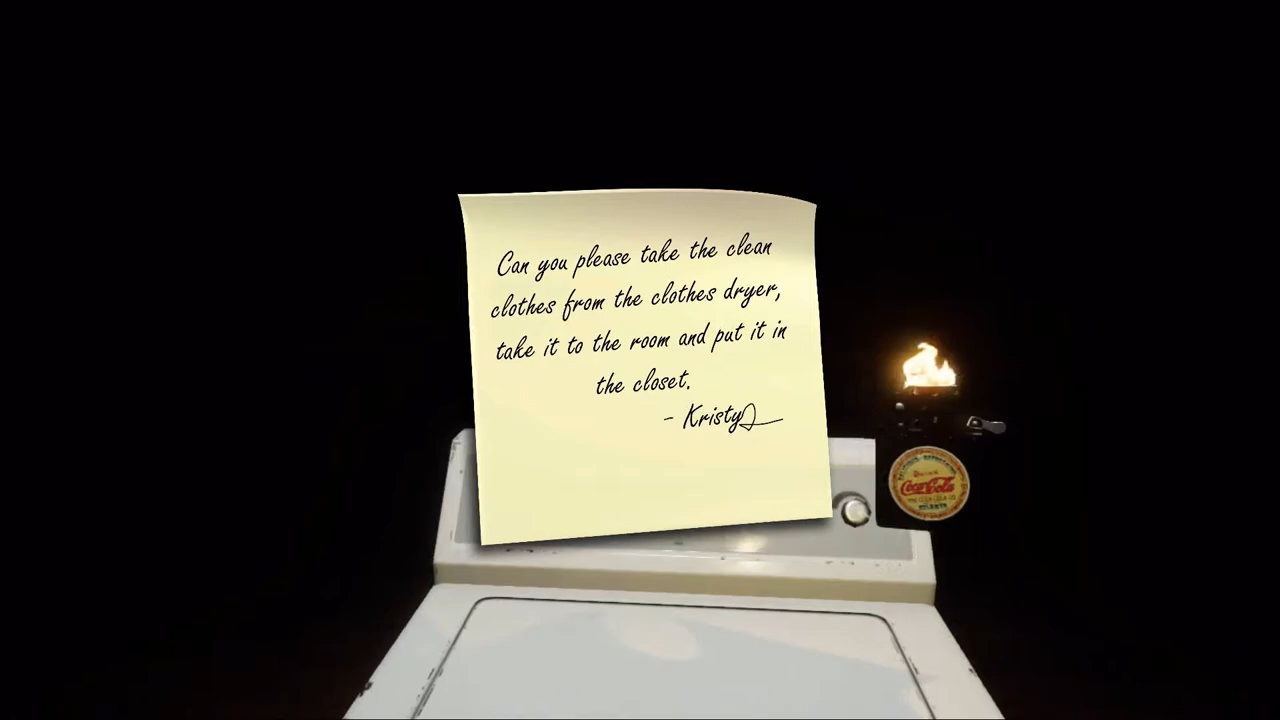 Can you please take the clean
clothes from the clothes dryer,
take it to the room and put it in
the closet.
- Kristy
Drink
Coca-Cola